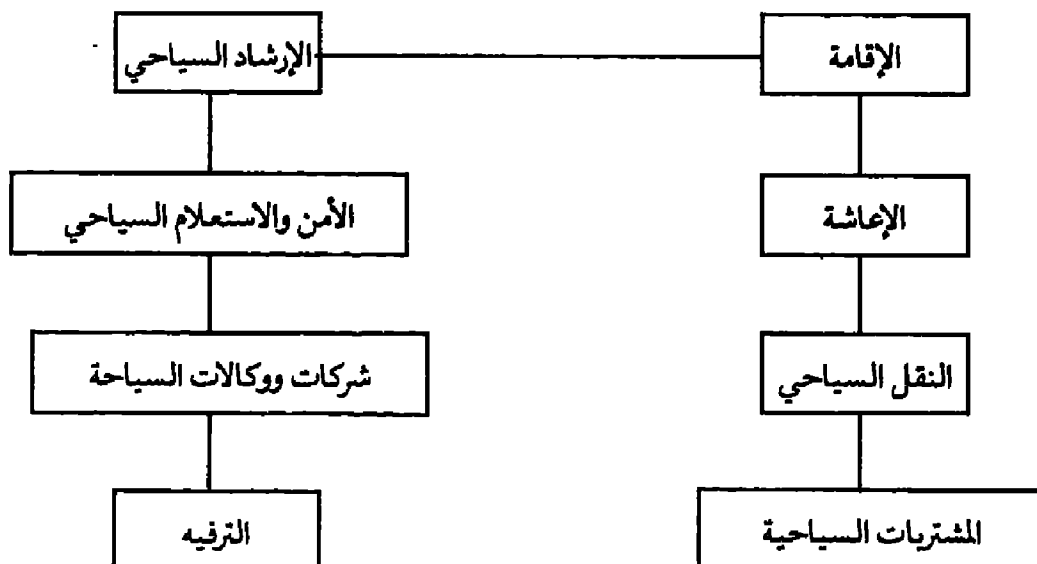 الإقامة
الإرشاد السياحي
الإعاشة
الأمن والاستعلام السياحي
النقل السياحي
شركات ووكالات السياحة
المشتريات السياحية
الترفيه